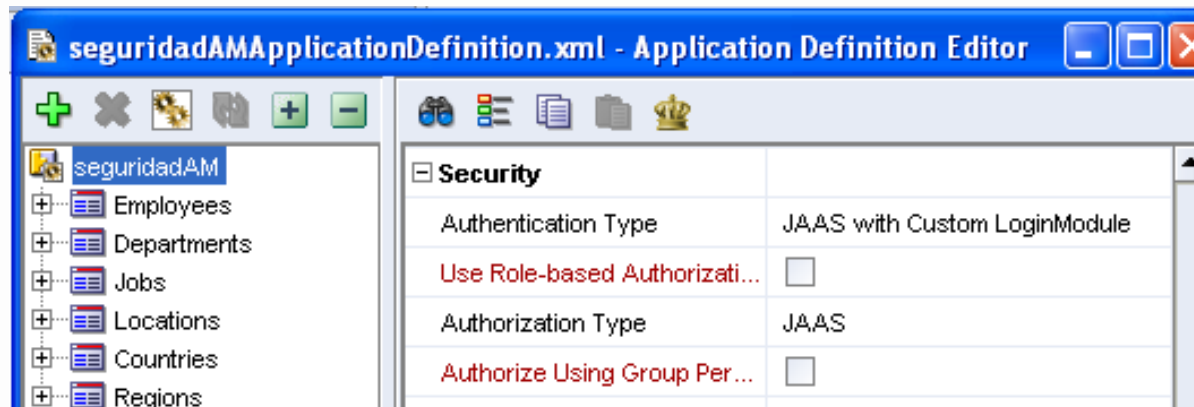 seguridadAMApplicationDefinition.xml - Application Definition Editor
seguridadAM
Employees
Departments
Jobs
Locations
Countries
Regions
Security
Authentication Type JAAS with Custom LoginModule
Use Role-based Authorizati...
Authorization Type JAAS
Authorize Using Group Per...